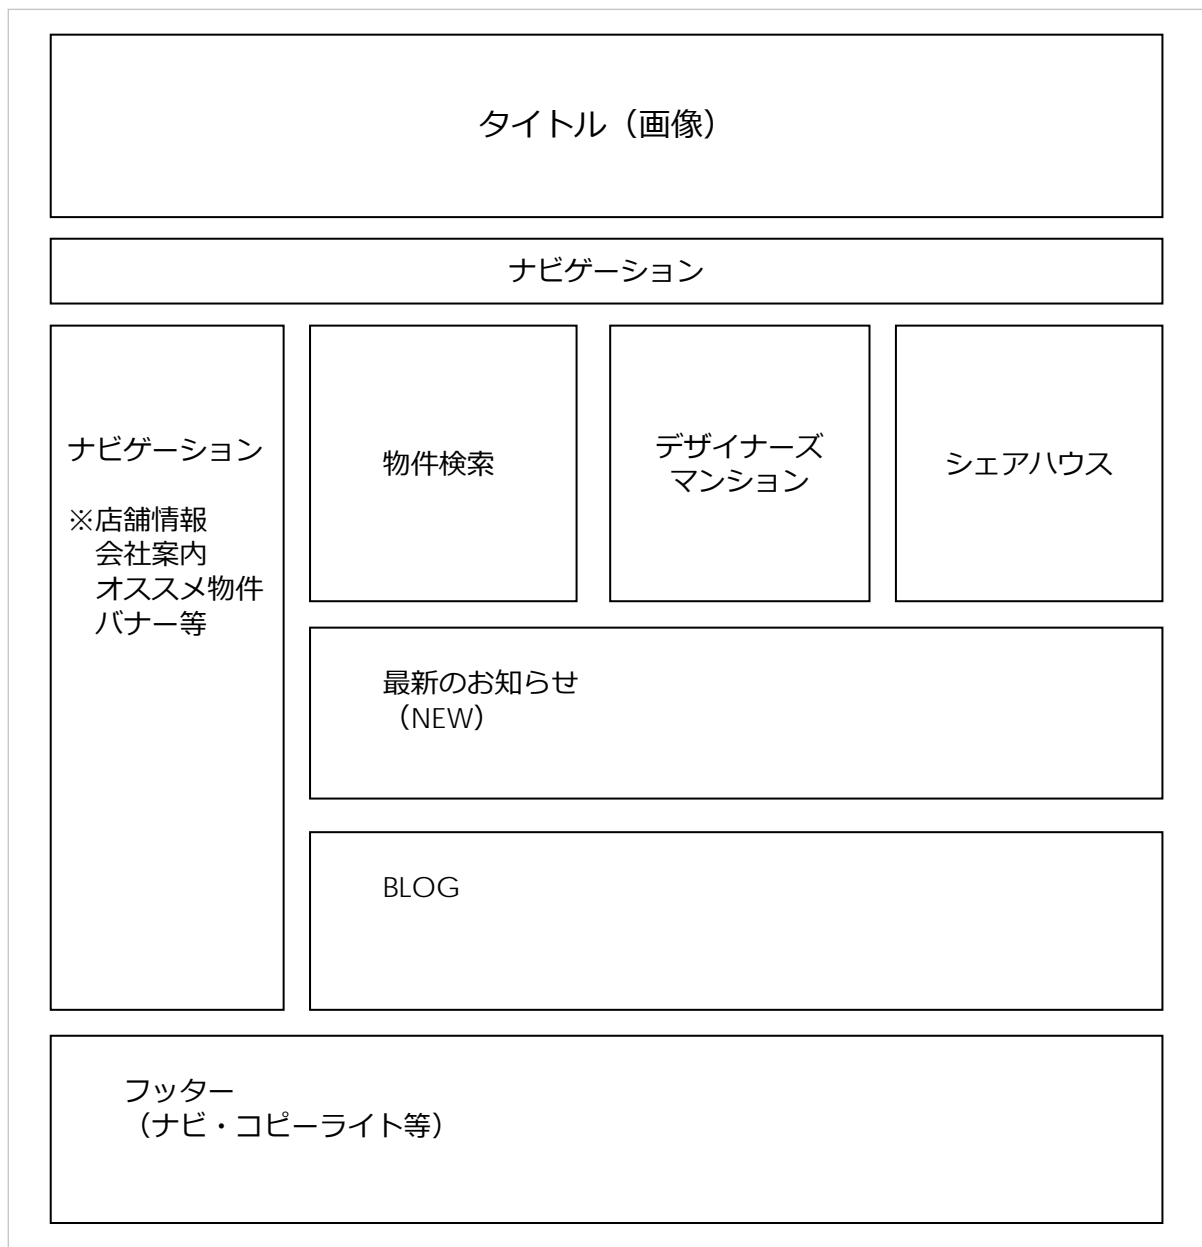 タイトル（画像）
ナビゲーション
ナビゲーション
※店舗情報
会社案内
オススメ物件
バナー等
物件検索
デザイナーズ
マンション
シェアハウス
最新のお知らせ
（NEW）
BLOG
フッター
（ナビ・コピーライト等）